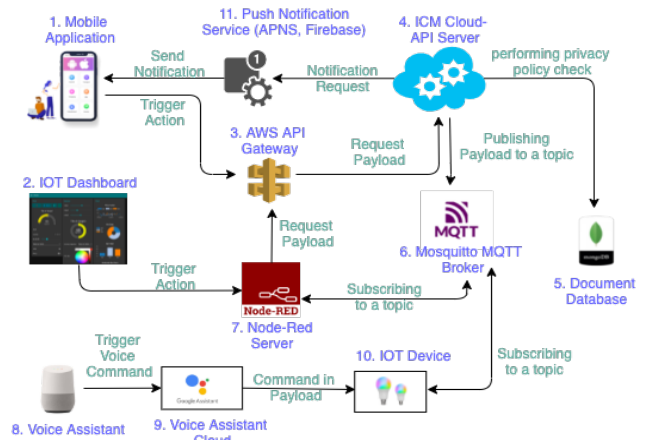 1. Mobile
Application
11. Push Notification
Service (APNS, Firebase)
4. ICM Cloud-
API Server
Send
Notification
1
Notification
Request
performing privacy
policy check
Trigger
Action
3. AWS API
Gateway
Request
Payload
Publishing
Payload to a topic
2. IOT Dashboard
Request
Payload
MQTT
6. Mosquitto MQTT
Broker
mongoDB
5. Document
Database
Trigger
Action
Node-RED
7. Node-Red
Server
Subscribing
to a topic
Trigger
Voice
Command
10. IOT Device
Subscribing
to a topic
Google Assistant
Command in
Payload
8. Voice Assistant
9. Voice Assistant
Cloud